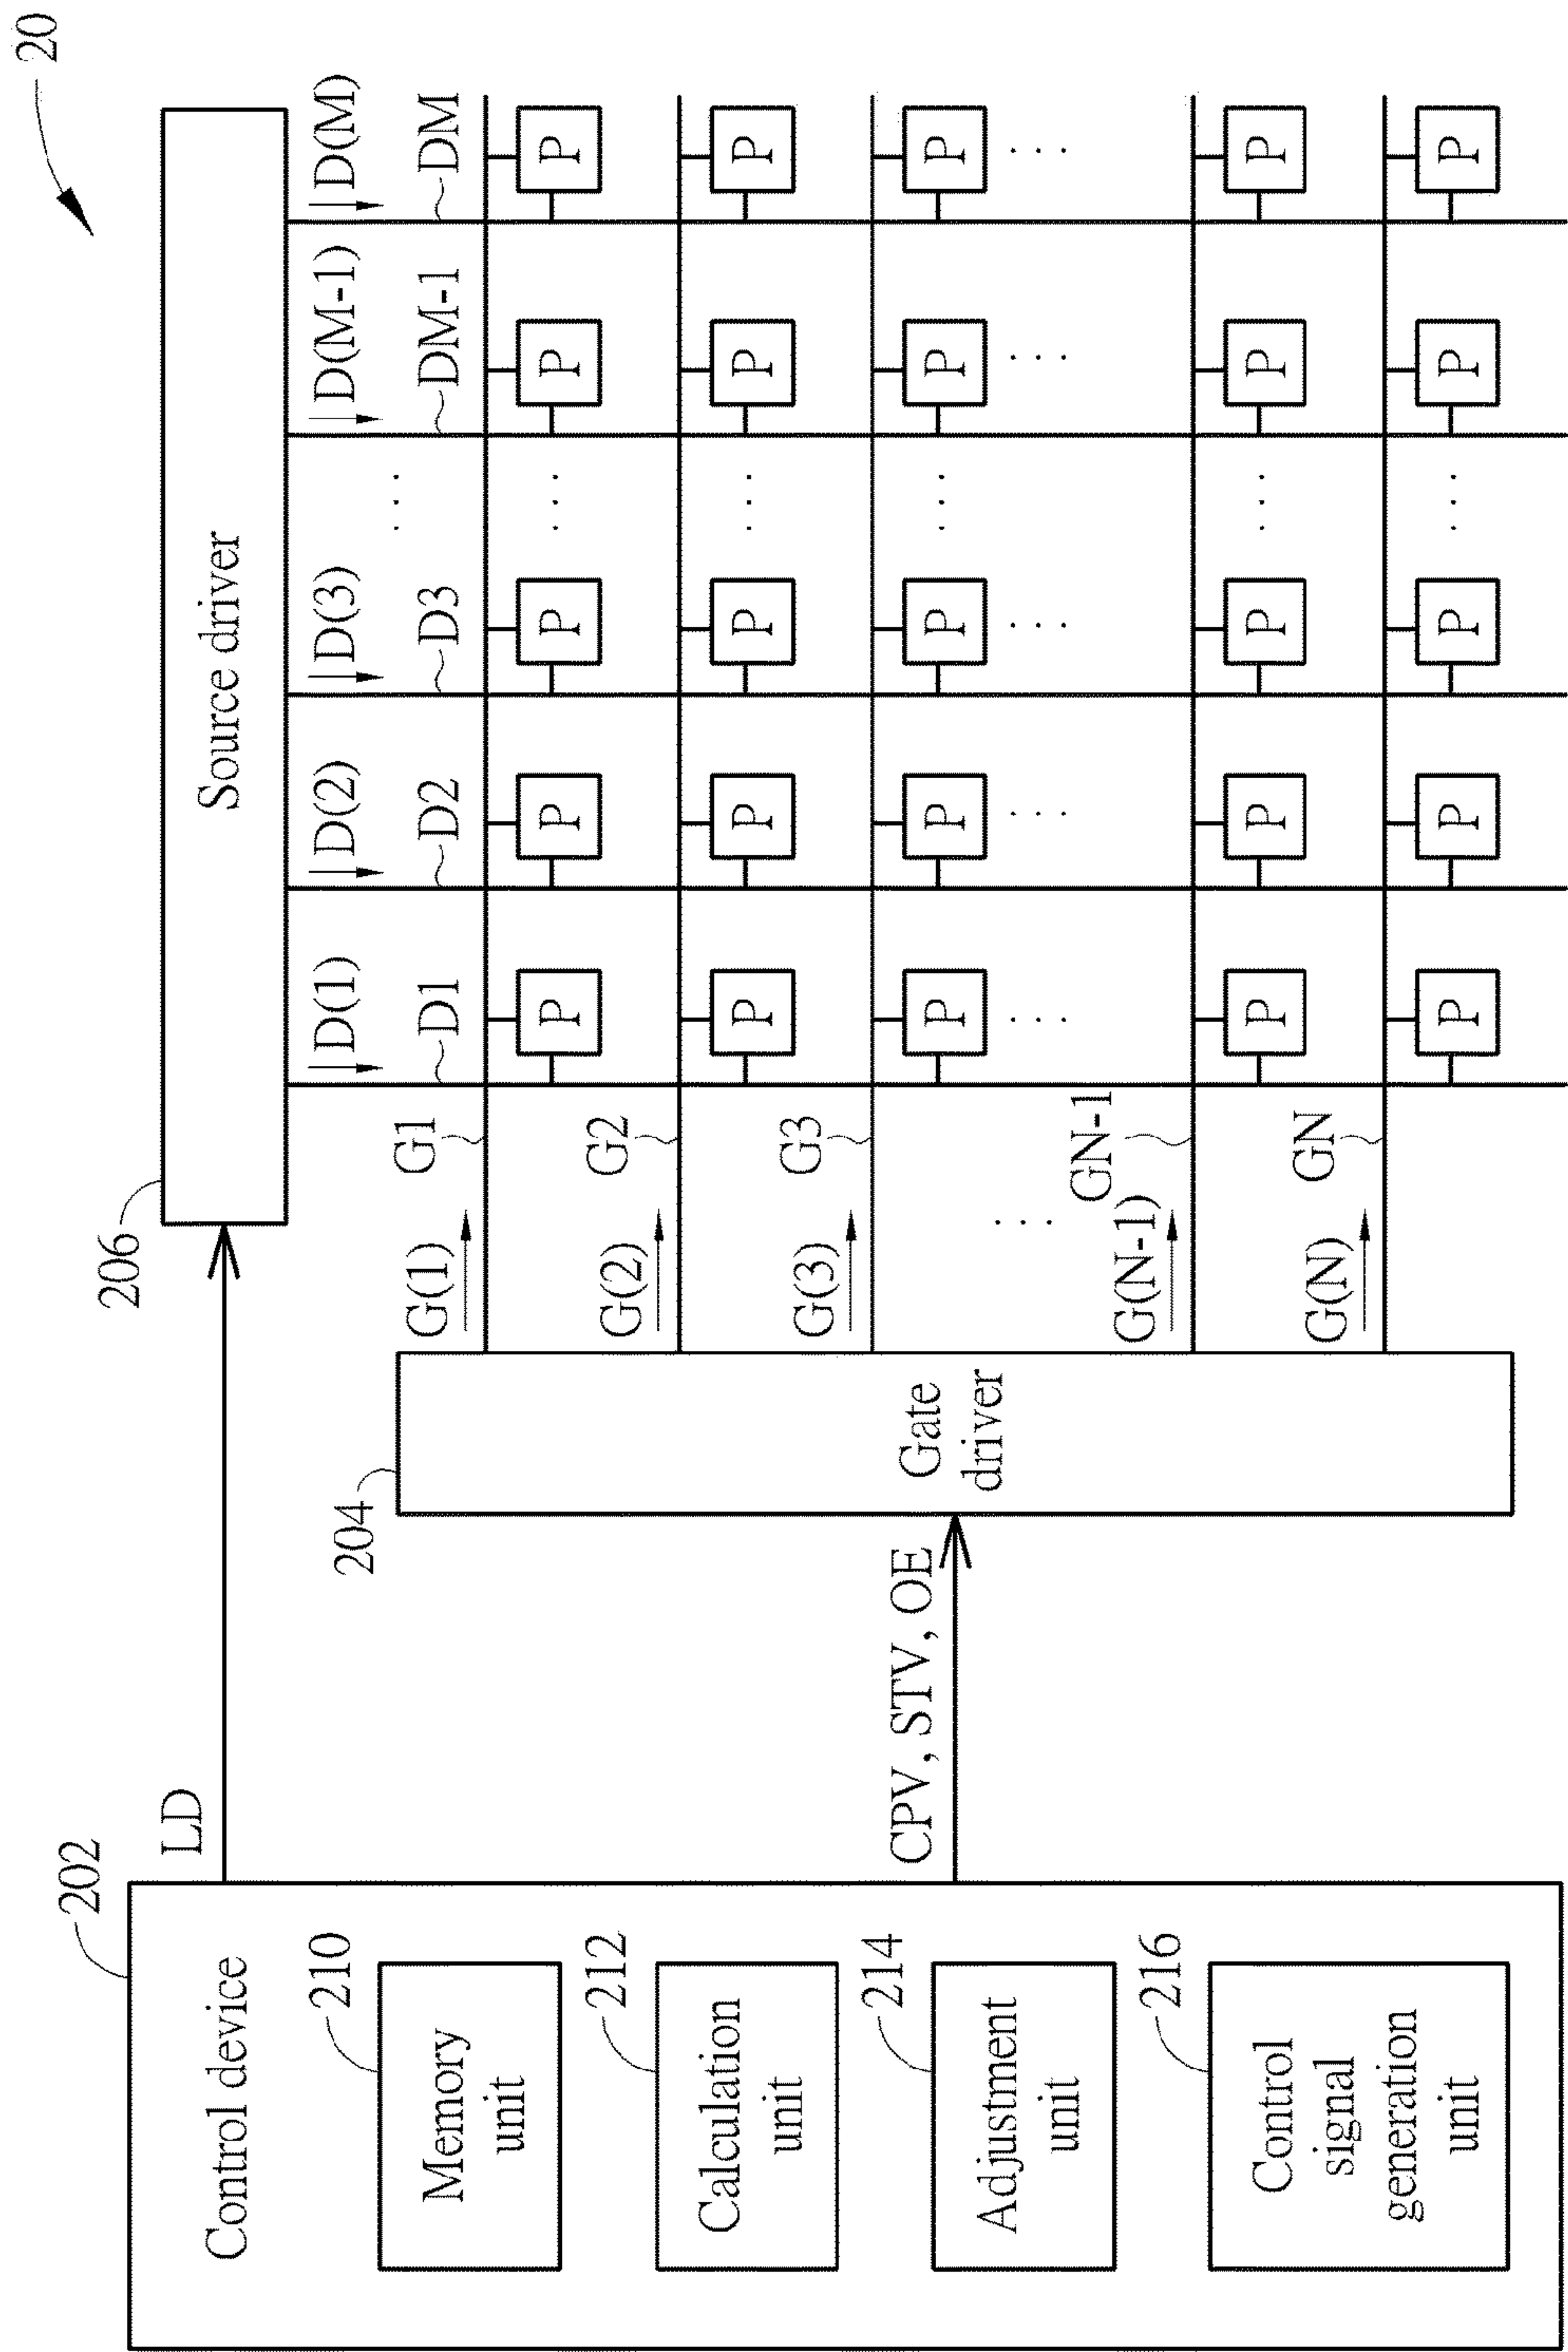 20
206
Source driver
D(1)
D(2)
D(3)
D(M-1)
D(M)
D1
D2
D3
...
DM-1
DM
202
LD
Control device
210
Memory
unit
212
Calculation
unit
214
Adjustment
unit
216
Control
signal
generation
unit
CPV, STV, OE
204
Gate
driver
G(1)
G1
G(2)
G2
G(3)
G3
...
G(N-1)
GN-1
G(N)
GN
P P P ... P P
P P P ... P P
P P P ... P P
... ... ... ... ...
P P P ... P P
P P P ... P P